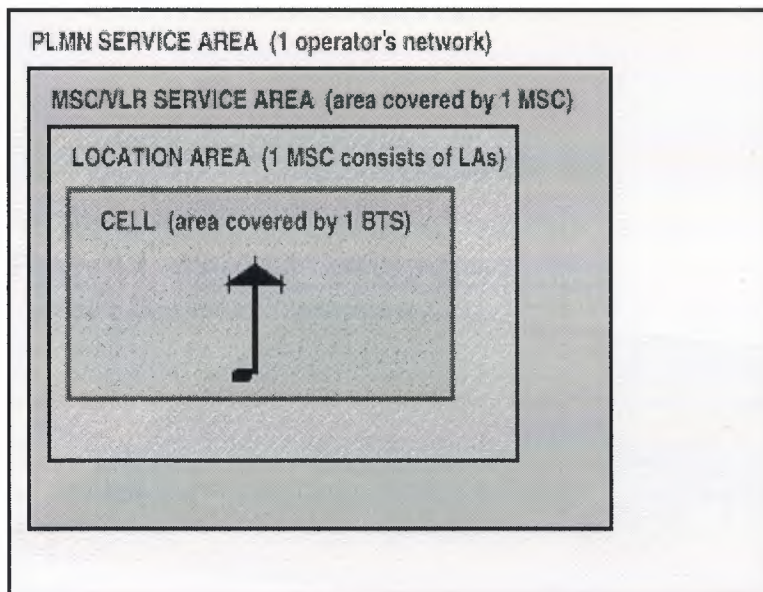 PLMN SERVICE AREA (1 operator's network)
MSC/VLR SERVICE AREA (area covered by 1 MSC)
LOCATION AREA (1 MSC consists of LAs)
CELL (area covered by 1 BTS)